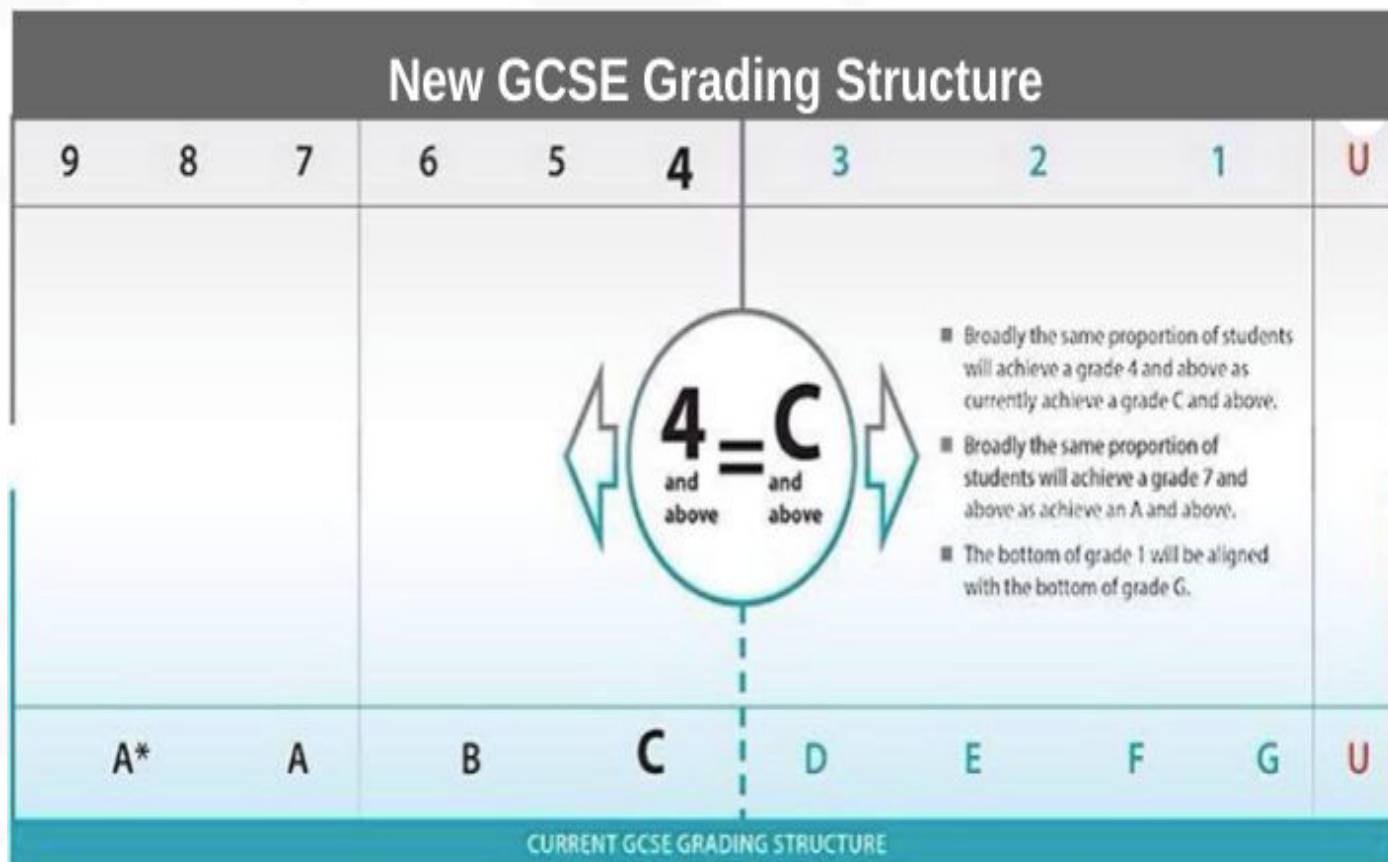 New GCSE Grading Structure
9 8 7 6 5 4 3 2 1 U
4 = C
and and
above above
■ Broadly the same proportion of students
will achieve a grade 4 and above as
currently achieve a grade C and above.
■ Broadly the same proportion of
students will achieve a grade 7 and
above as achieve an A and above.
■ The bottom of grade 1 will be aligned
with the bottom of grade G.
A* A B C D E F G U
CURRENT GCSE GRADING STRUCTURE